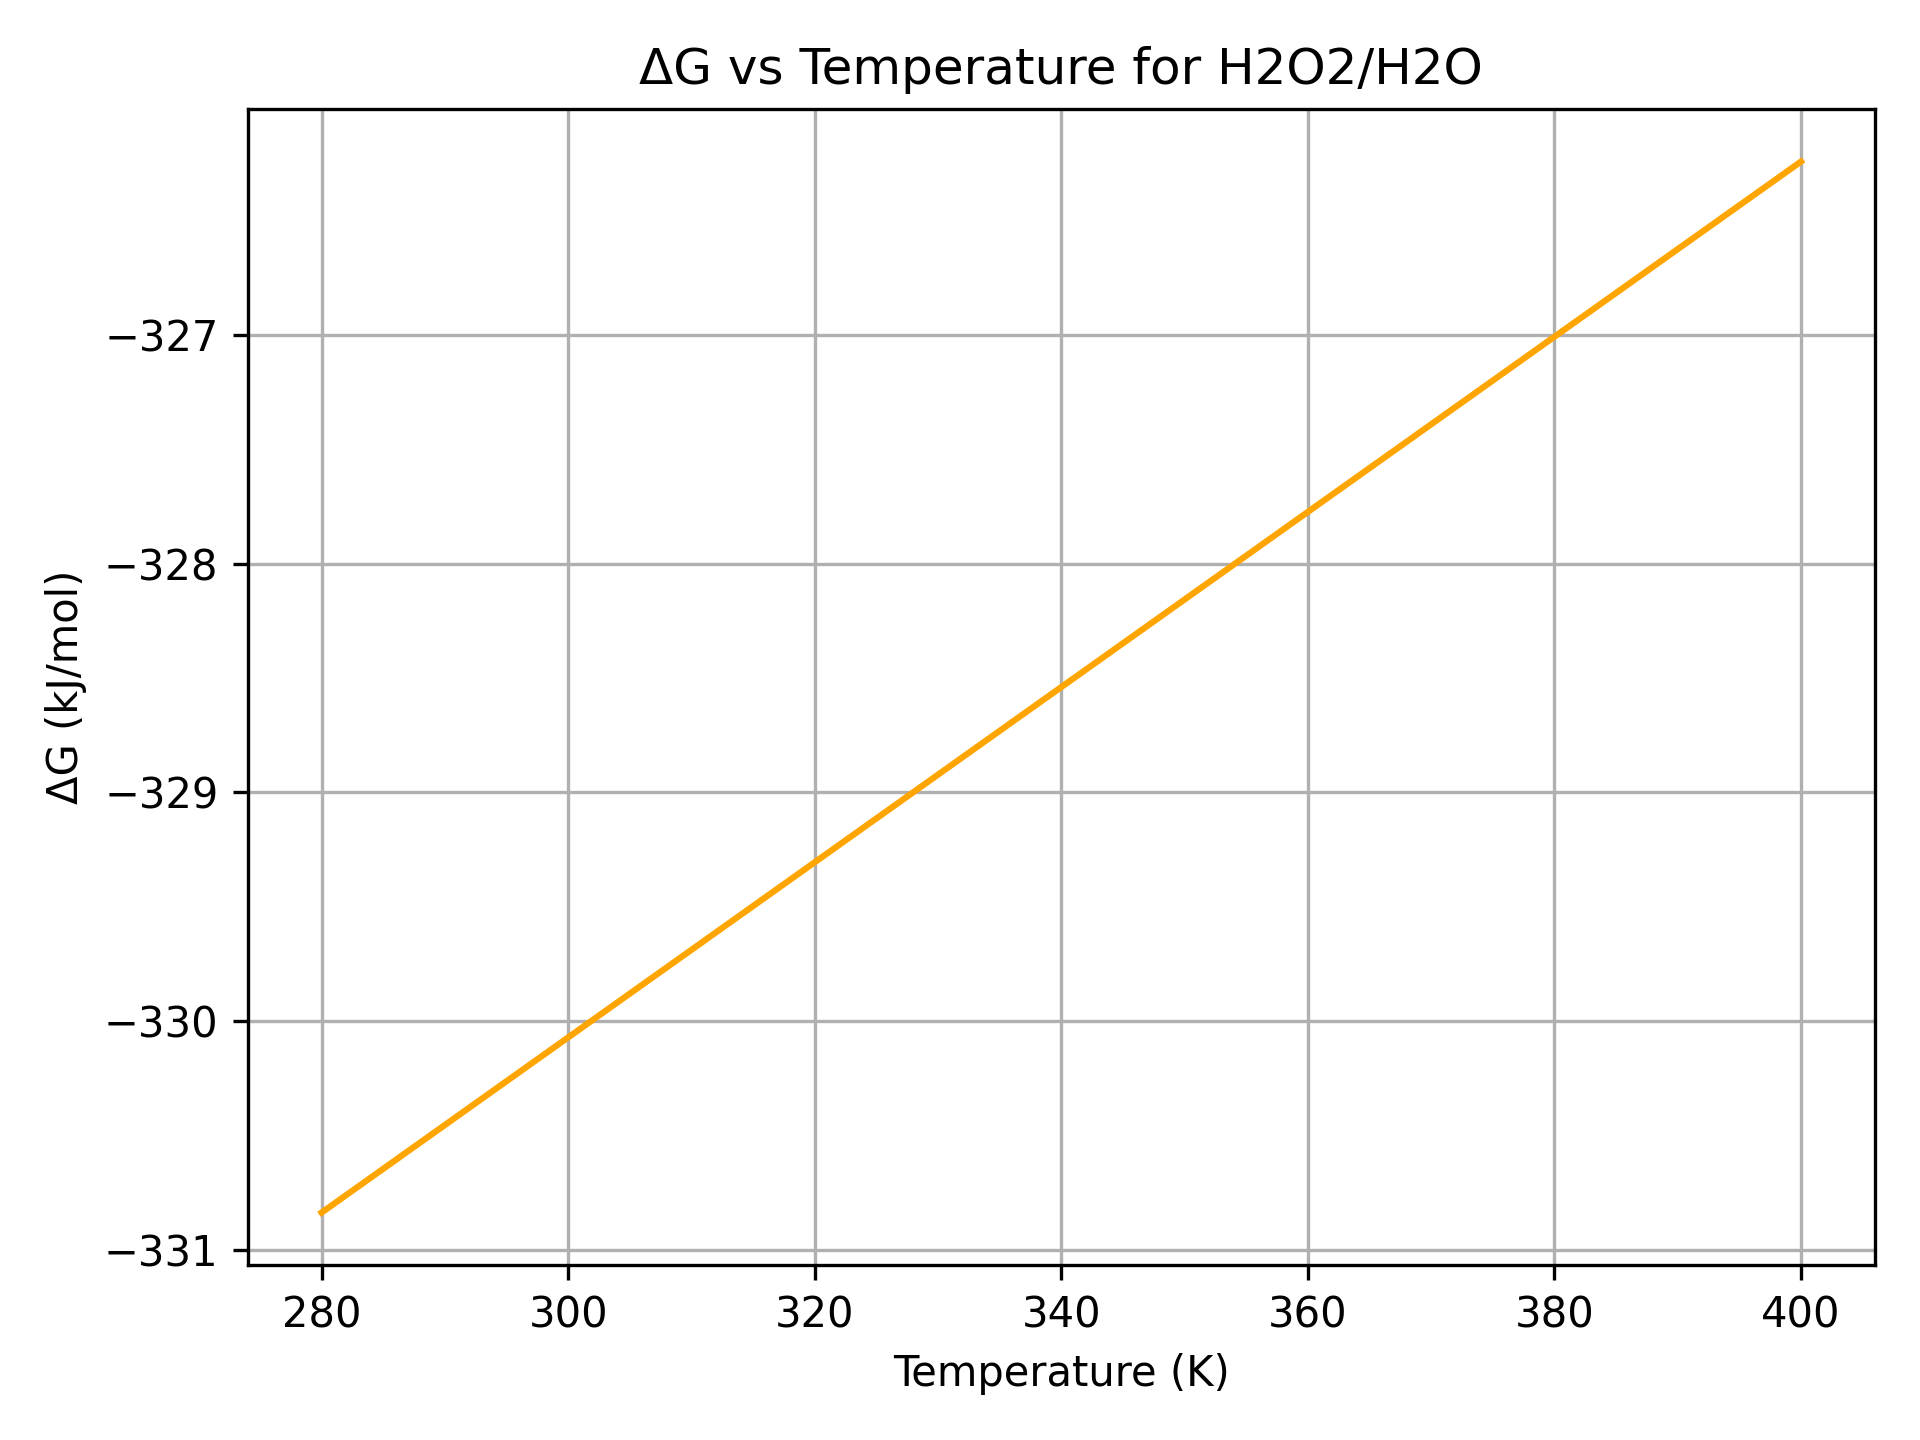 ΔG vs Temperature for H2O2/H2O
ΔG (kJ/mol)
−327
−328
−329
−330
−331
280 300 320 340 360 380 400
Temperature (K)